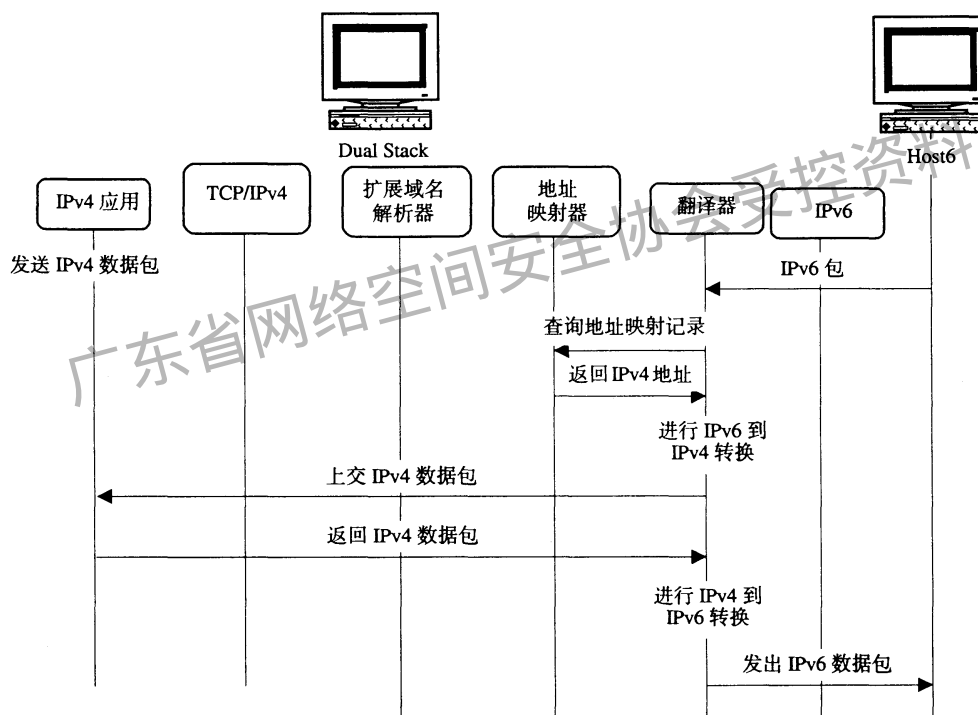 Dual Stack
Host6
IPv4 应用
TCP/IPv4
扩展域名
解析器
地址
映射器
翻译器
IPv6
发送 IPv4 数据包
IPv6 包
查询地址映射记录
返回 IPv4 地址
进行 IPv6 到
IPv4 转换
上交 IPv4 数据包
返回 IPv4 数据包
进行 IPv4 到
IPv6 转换
发出 IPv6 数据包
广东省网络空间安全协会受控资料